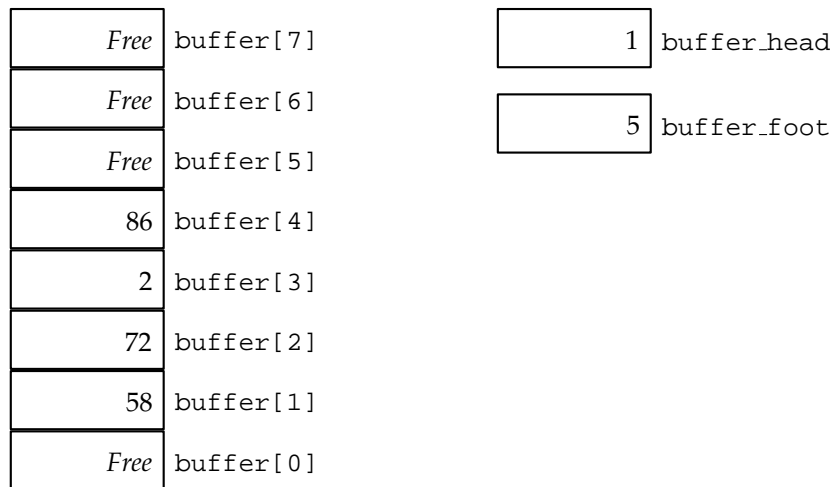 Free buffer[7]
1 buffer_head
Free buffer[6]
5 buffer_foot
Free buffer[5]
86 buffer[4]
2 buffer[3]
72 buffer[2]
58 buffer[1]
Free buffer[0]